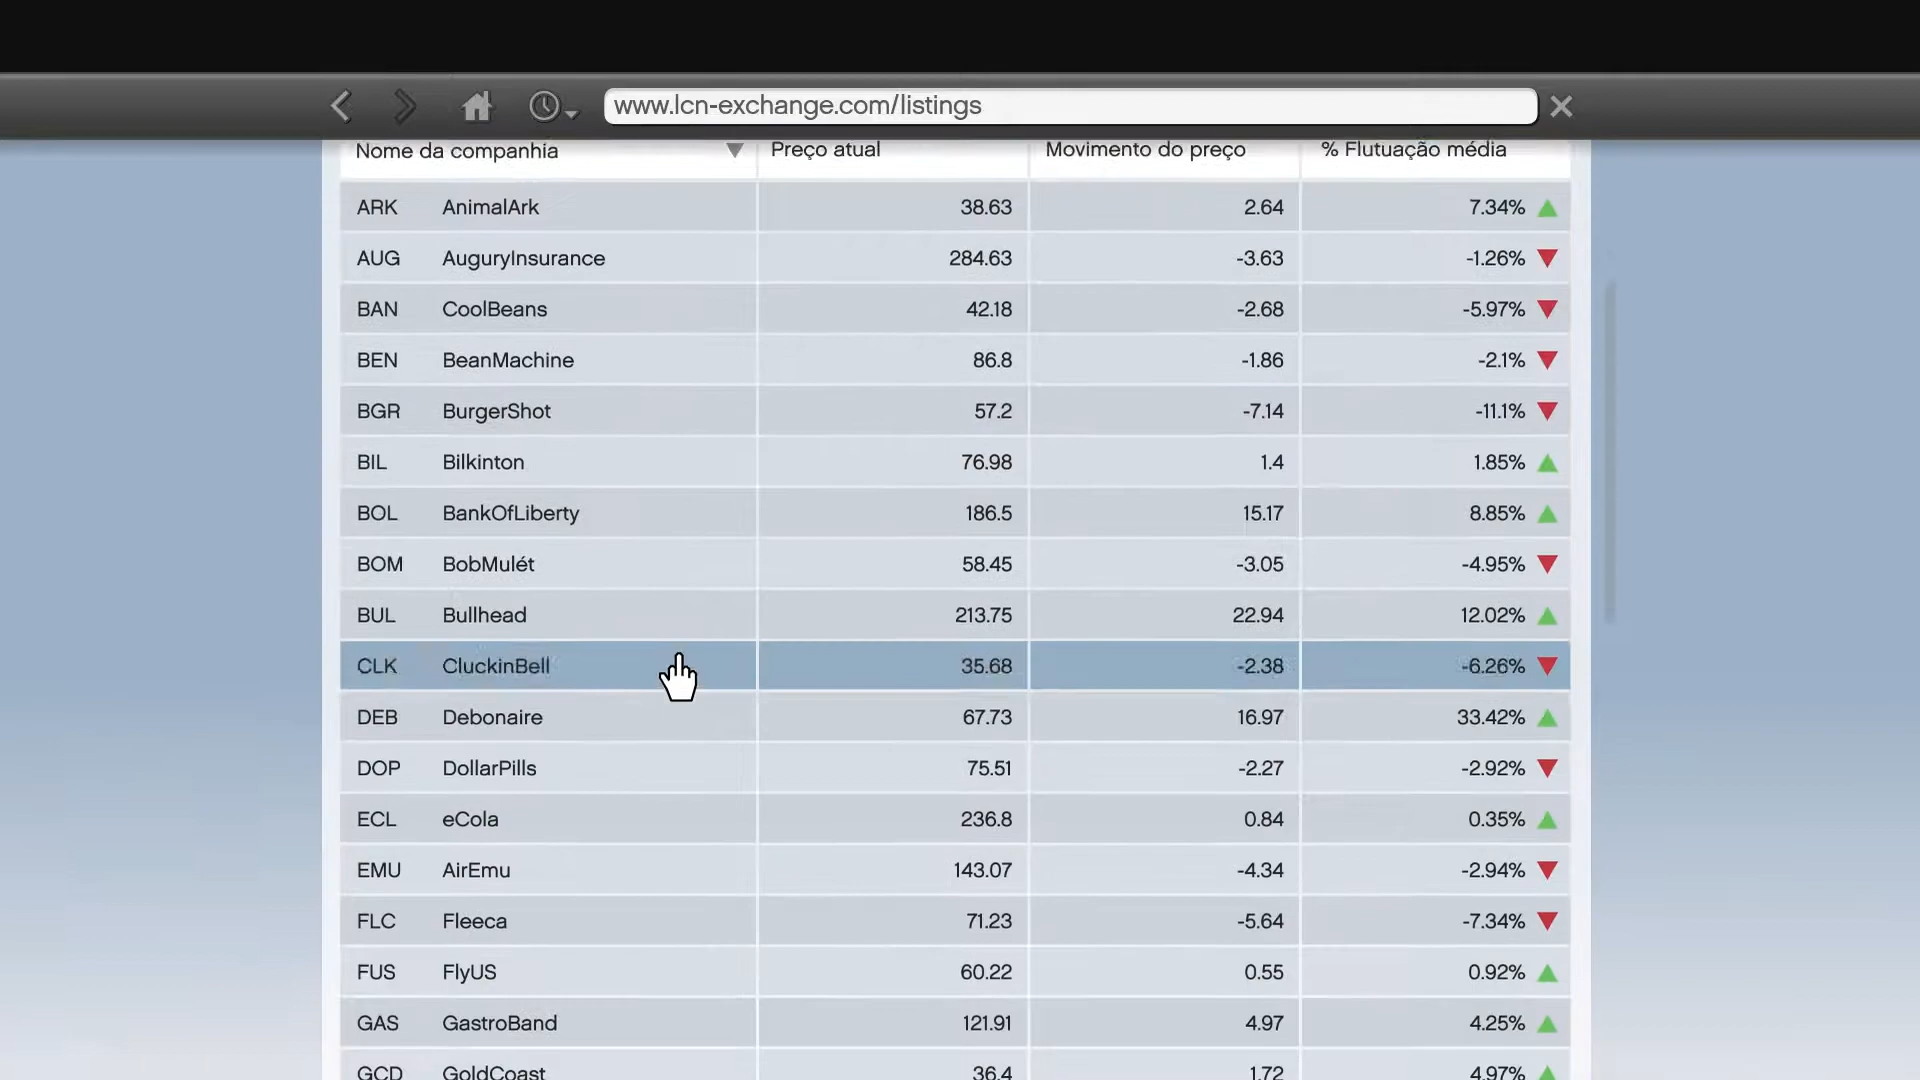 www.lcn-exchange.com/listings
Nome da companhia Preço atual Movimento do preço % Flutuação média
ARK AnimalArk 38.63 2.64 7.34%
AUG AuguryInsurance 284.63 -3.63 -1.26%
BAN CoolBeans 42.18 -2.68 -5.97%
BEN BeanMachine 86.8 -1.86 -2.1%
BGR BurgerShot 57.2 -7.14 -11.1%
BIL Bilkinton 76.98 1.4 1.85%
BOL BankOfLiberty 186.5 15.17 8.85%
BOM BobMulét 58.45 -3.05 -4.95%
BUL Bullhead 213.75 22.94 12.02%
CLK CluckinBell 35.68 -2.38 -6.26%
DEB Debonaire 67.73 16.97 33.42%
DOP DollarPills 75.51 -2.27 -2.92%
ECL eCola 236.8 0.84 0.35%
EMU AirEmu 143.07 -4.34 -2.94%
FLC Fleeca 71.23 -5.64 -7.34%
FUS FlyUS 60.22 0.55 0.92%
GAS GastroBand 121.91 4.97 4.25%
GCD GoldCoast 36.4 1.72 4.97%